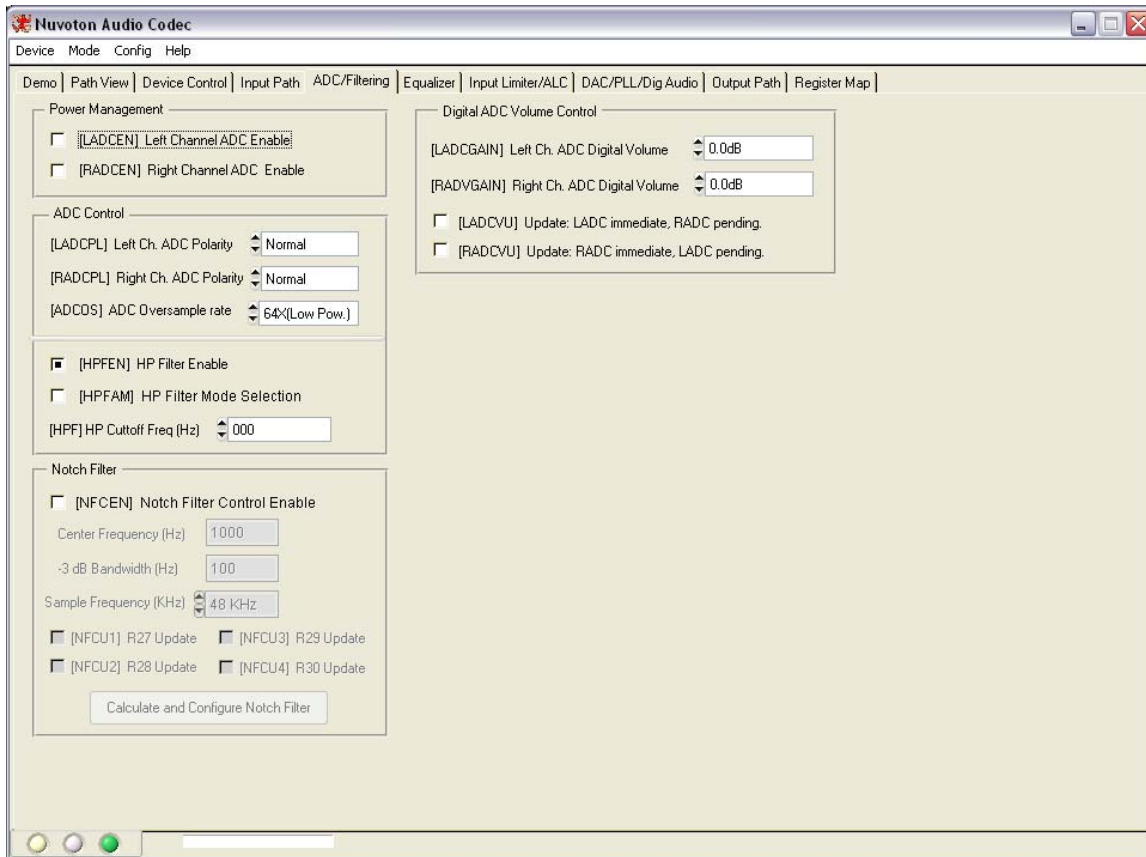 Nuvoton Audio Codec
Device Mode Config Help
Demo Path View Device Control Input Path ADC/Filtering Equalizer Input Limiter/ALC DAC/PLL/Dig Audio Output Path Register Map
Power Management
[LADCEN] Left Channel ADC Enable
[RADCEN] Right Channel ADC Enable
ADC Control
[LADCPL] Left Ch. ADC Polarity Normal
[RADCPL] Right Ch. ADC Polarity Normal
[ADCOS] ADC Oversample rate 64X(Low Pow.)
[HPFEN] HP Filter Enable
[HPFAM] HP Filter Mode Selection
[HPF] HP Cuttoff Freq (Hz) 000
Notch Filter
[NFCEN] Notch Filter Control Enable
Center Frequency (Hz) 1000
-3 dB Bandwidth (Hz) 100
Sample Frequency (KHz) 48 KHz
[NFCU1] R27 Update [NFCU3] R29 Update
[NFCU2] R28 Update [NFCU4] R30 Update
Calculate and Configure Notch Filter
Digital ADC Volume Control
[LADCGAIN] Left Ch. ADC Digital Volume 0.0dB
[RADVGAIN] Right Ch. ADC Digital Volume 0.0dB
[LADCVU] Update: LADC immediate, RADC pending.
[RADCVU] Update: RADC immediate, LADC pending.